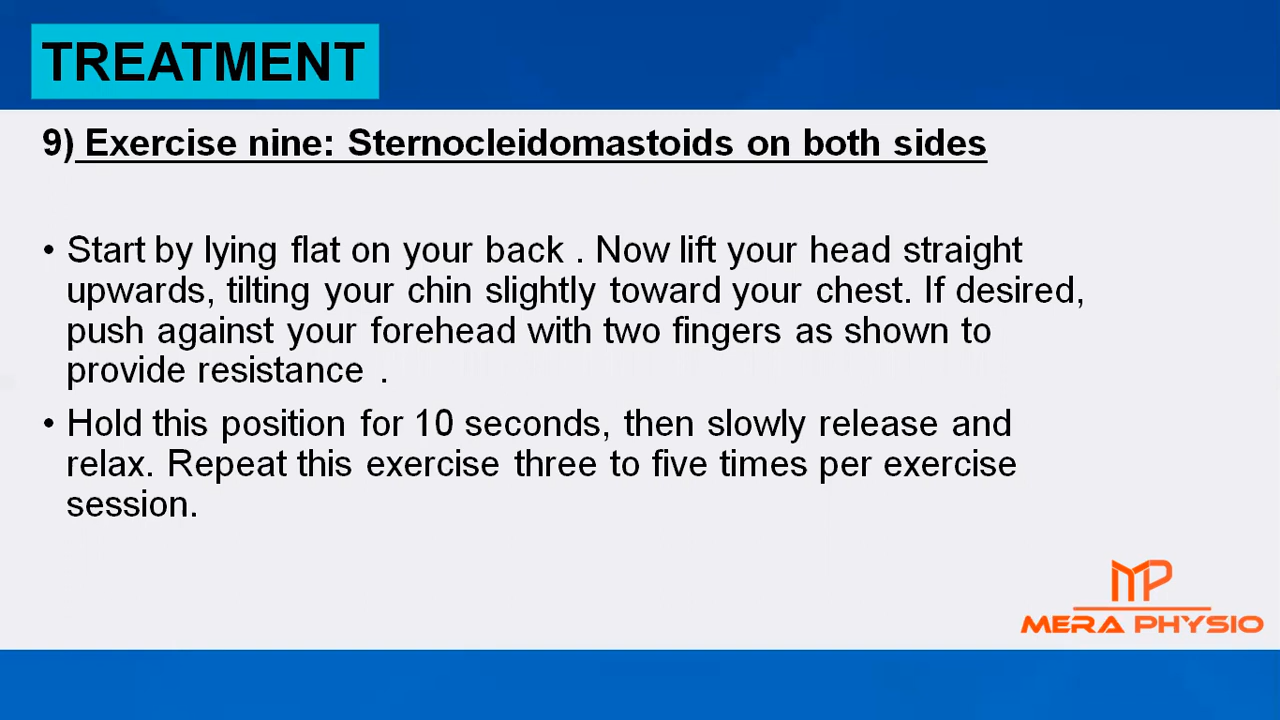 TREATMENT
9) Exercise nine: Sternocleidomastoids on both sides
• Start by lying flat on your back . Now lift your head straight
upwards, tilting your chin slightly toward your chest. If desired,
push against your forehead with two fingers as shown to
provide resistance .
• Hold this position for 10 seconds, then slowly release and
relax. Repeat this exercise three to five times per exercise
session.
MP
MERA PHYSIO